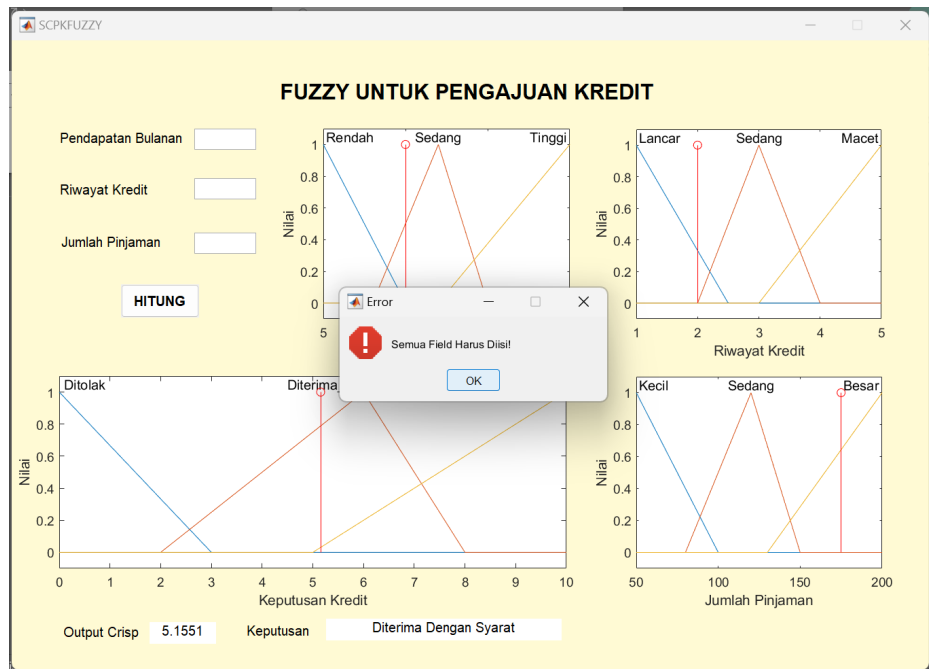 SCPKFUZZY
FUZZY UNTUK PENGAJUAN KREDIT
Pendapatan Bulanan
Riwayat Kredit
Jumlah Pinjaman
HITUNG
Rendah Sedang Tinggi
1
0.8
0.6
0.4
0.2
0
Nilai
5
Lancar Sedang Macet
1
0.8
0.6
0.4
0.2
0
Nilai
1 2 3 4 5
Riwayat Kredit
Error
Semua Field Harus Diisi!
OK
Ditolak Diterima
1
0.8
0.6
0.4
0.2
0
Nilai
0 1 2 3 4 5 6 7 8 9 10
Keputusan Kredit
Kecil Sedang Besar
1
0.8
0.6
0.4
0.2
0
Nilai
50 100 150 200
Jumlah Pinjaman
Output Crisp 5.1551 Keputusan Diterima Dengan Syarat